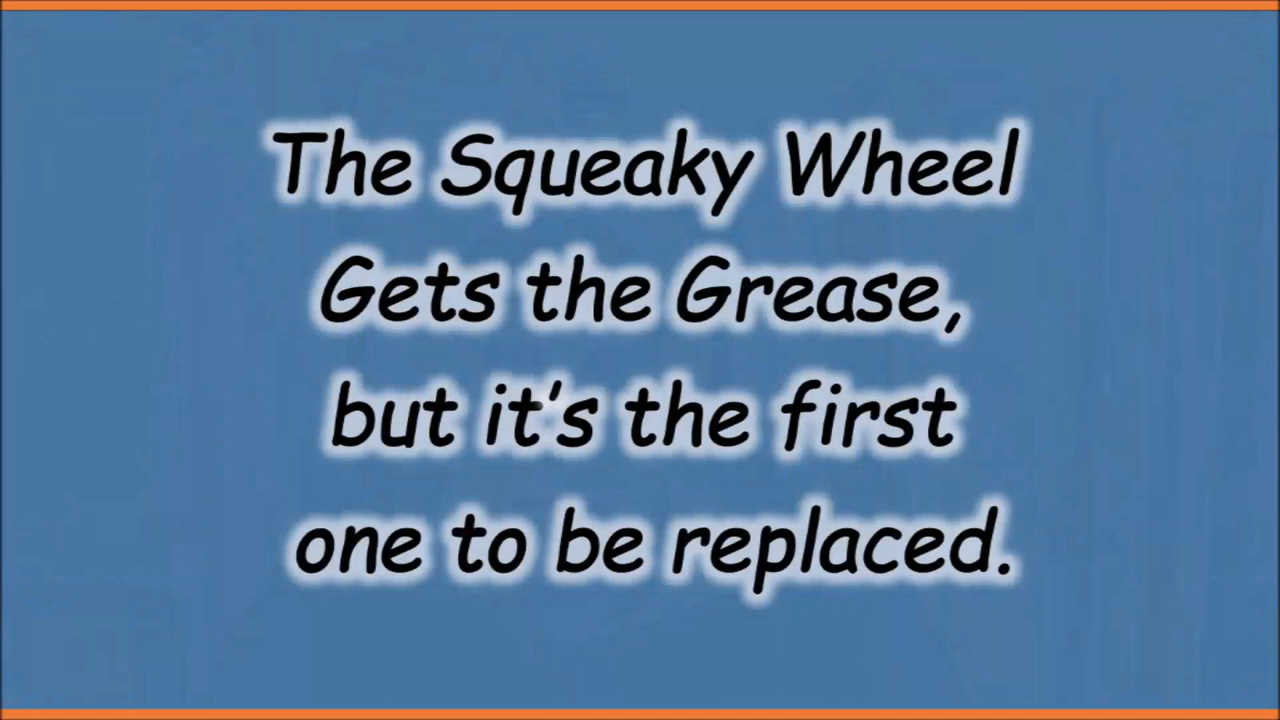 The Squeaky Wheel
Gets the Grease,
but it’s the first
one to be replaced.